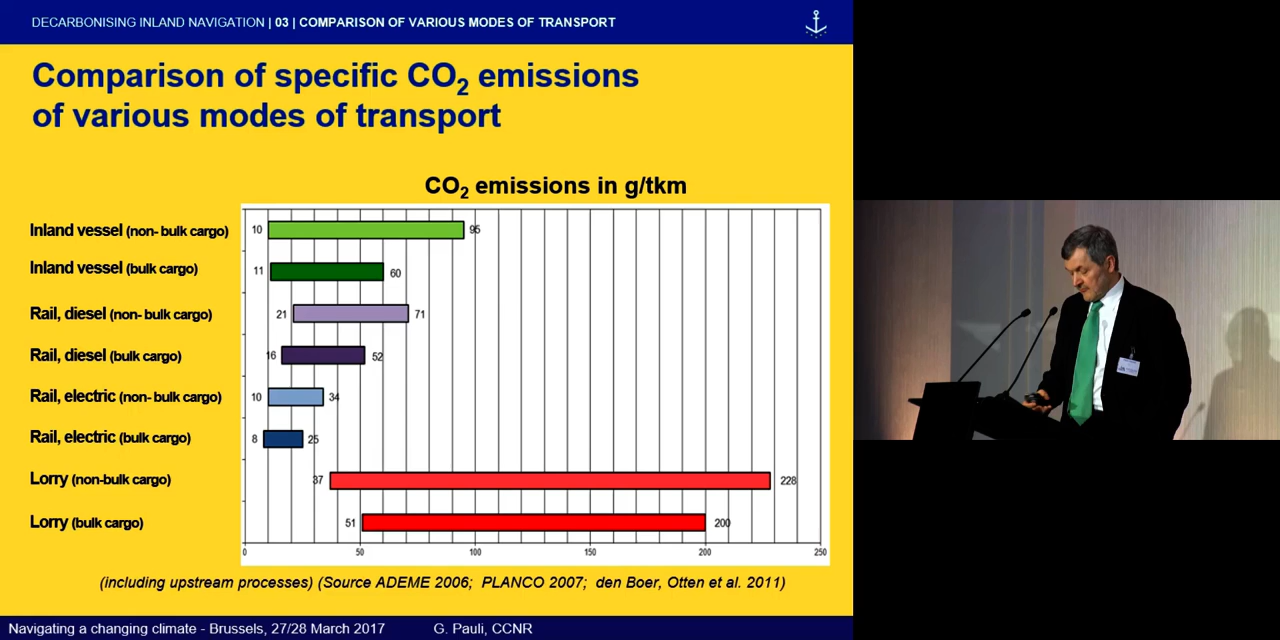 DECARBONISING INLAND NAVIGATION | 03 | COMPARISON OF VARIOUS MODES OF TRANSPORT
Comparison of specific CO2 emissions
of various modes of transport
CO2 emissions in g/tkm
Inland vessel (non- bulk cargo) 10 95
Inland vessel (bulk cargo) 11 60
Rail, diesel (non- bulk cargo) 21 71
Rail, diesel (bulk cargo) 16 52
Rail, electric (non- bulk cargo) 10 34
Rail, electric (bulk cargo) 8 25
Lorry (non-bulk cargo) 37 228
Lorry (bulk cargo) 51 200
0 50 100 150 200 250
(including upstream processes) (Source ADEME 2006; PLANCO 2007; den Boer, Otten et al. 2011)
Navigating a changing climate - Brussels, 27/28 March 2017 G. Pauli, CCNR